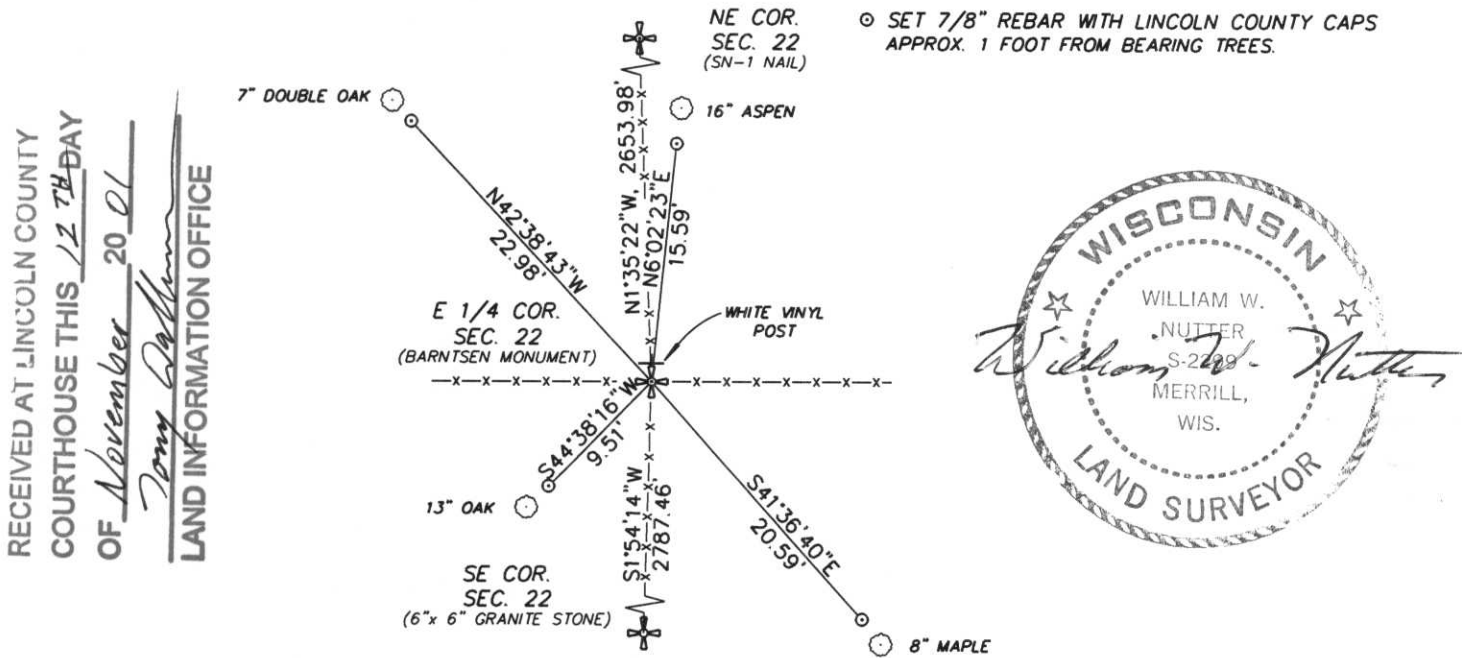 RECEIVED AT LINCOLN COUNTY
COURTHOUSE THIS 12 TH DAY
OF November 20 01
Tony
LAND INFORMATION OFFICE
NE COR.
SEC. 22
(SN-1 NAIL)
⊙ SET 7/8" REBAR WITH LINCOLN COUNTY CAPS
APPROX. 1 FOOT FROM BEARING TREES.
7" DOUBLE OAK
16" ASPEN
N42°38'43"W
22.98'
N1°35'22"W, 2653.98'
N6°02'23"E
15.59'
E 1/4 COR.
SEC. 22
(BARNTSEN MONUMENT)
WHITE VINYL
POST
S44°38'16"W
9.51'
13" OAK
S1°54'14"W
2787.46'
S41°36'40"E
20.59'
SE COR.
SEC. 22
(6"x 6" GRANITE STONE)
8" MAPLE
WISCONSIN
WILLIAM W.
NUTTER
S-2299
MERRILL,
WIS.
LAND SURVEYOR
William W. Nutter